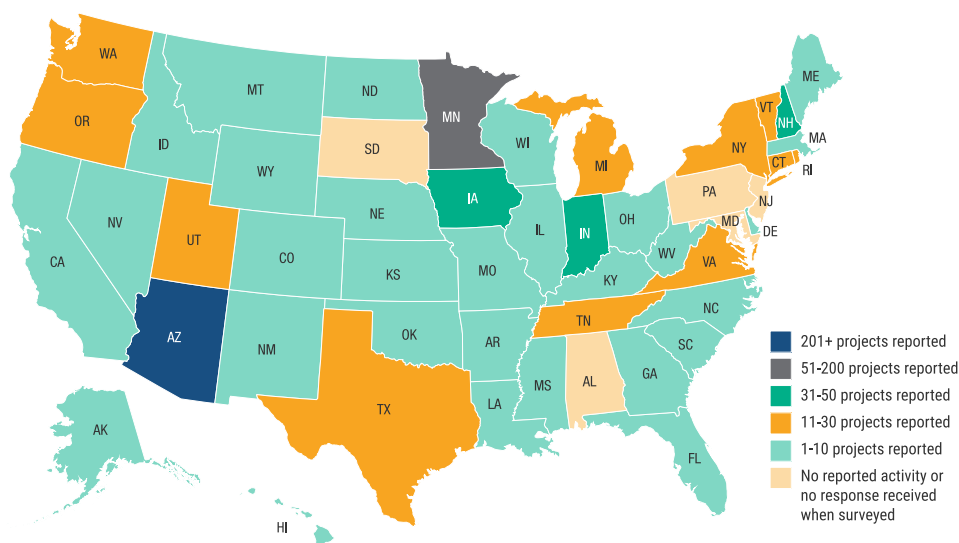 WA
OR
MT
ND
MN
ID
WY
SD
WI
MI
ME
VT
NH
MA
NY
CT
RI
NV
UT
CO
NE
IA
IL
IN
OH
PA
NJ
MD
DE
CA
KS
MO
KY
WV
VA
AZ
NM
OK
AR
TN
NC
SC
TX
LA
MS
AL
GA
FL
AK
HI
201+ projects reported
51-200 projects reported
31-50 projects reported
11-30 projects reported
1-10 projects reported
No reported activity or
no response received
when surveyed